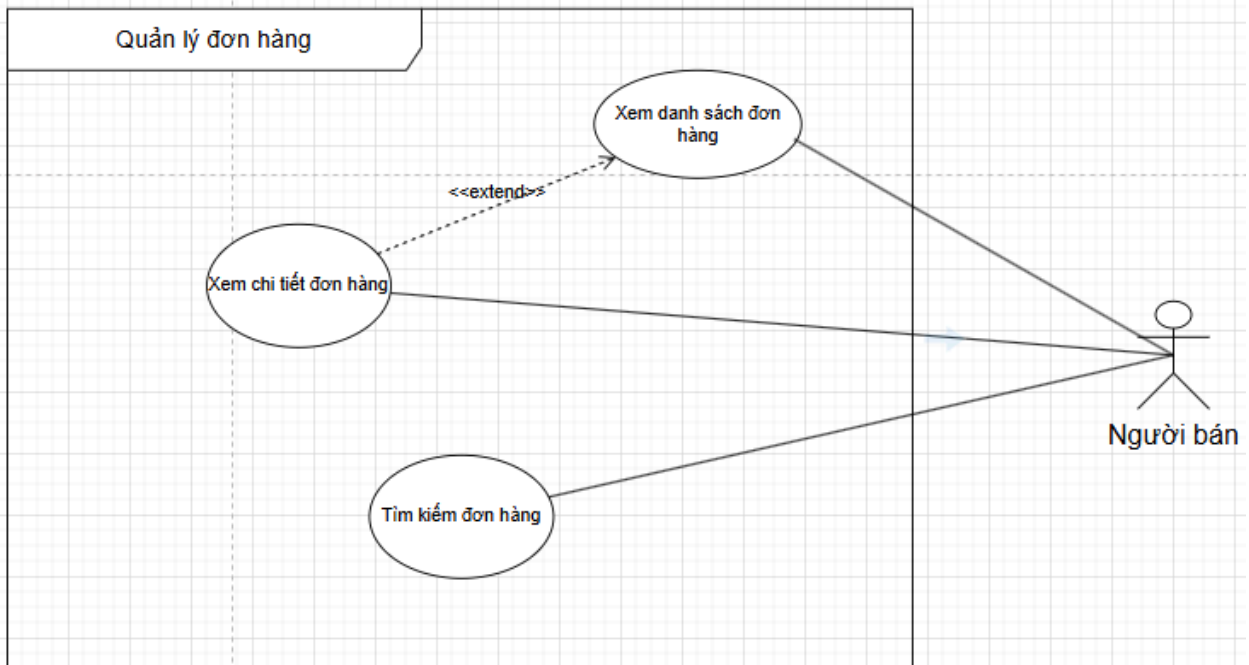 Quản lý đơn hàng
Xem danh sách đơn
hàng
<<extend>>
Xem chi tiết đơn hàng
Người bán
Tìm kiếm đơn hàng